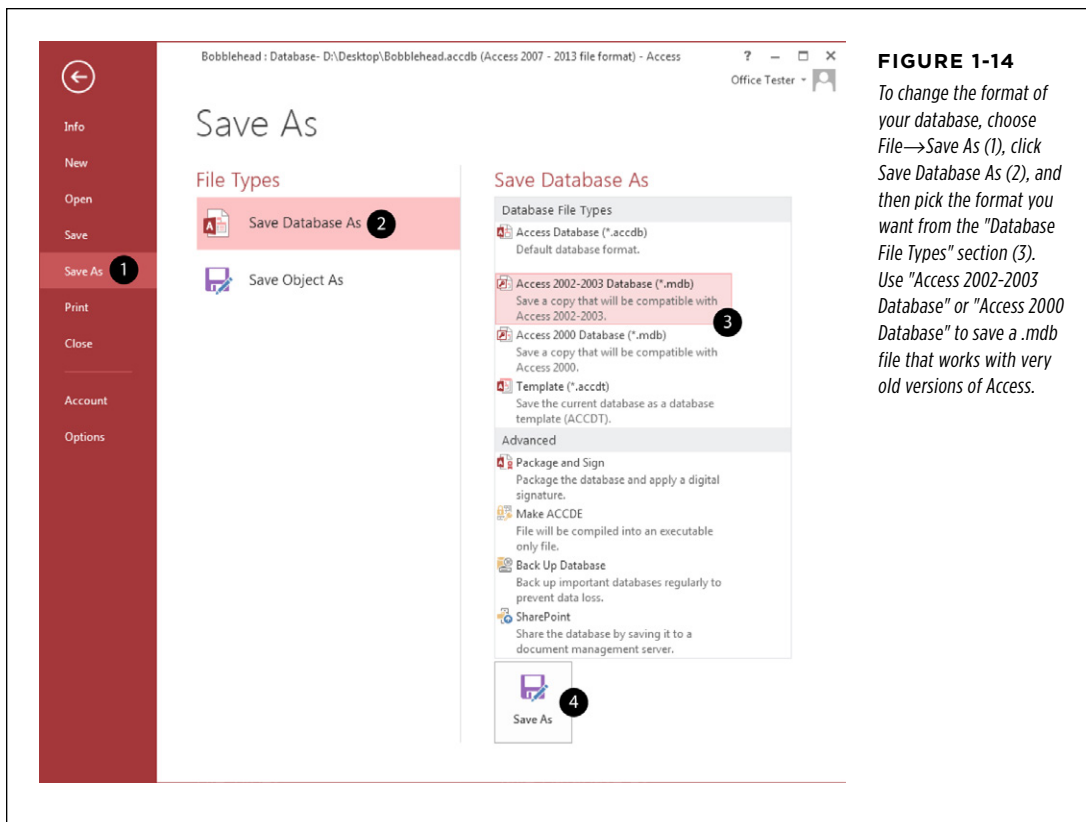 Bobblehead : Database- D:\Desktop\Bobblehead.accdb (Access 2007 - 2013 file format) - Access
?
Office Tester
Info
New
Open
Save
Save As 1
Print
Close
Account
Options
Save As
File Types
Save Database As 2
Save Object As
Save Database As
Database File Types
Access Database (*.accdb)
Default database format.
Access 2002-2003 Database (*.mdb)
Save a copy that will be compatible with
Access 2002-2003.
3
Access 2000 Database (*.mdb)
Save a copy that will be compatible with
Access 2000.
Template (*.accdt)
Save the current database as a database
template (ACCDT).
Advanced
Package and Sign
Package the database and apply a digital
signature.
Make ACCDE
File will be compiled into an executable
only file.
Back Up Database
Back up important databases regularly to
prevent data loss.
SharePoint
Share the database by saving it to a
document management server.
Save As
4
FIGURE 1-14
To change the format of
your database, choose
File→Save As (1), click
Save Database As (2), and
then pick the format you
want from the "Database
File Types" section (3).
Use "Access 2002-2003
Database" or "Access 2000
Database" to save a .mdb
file that works with very
old versions of Access.